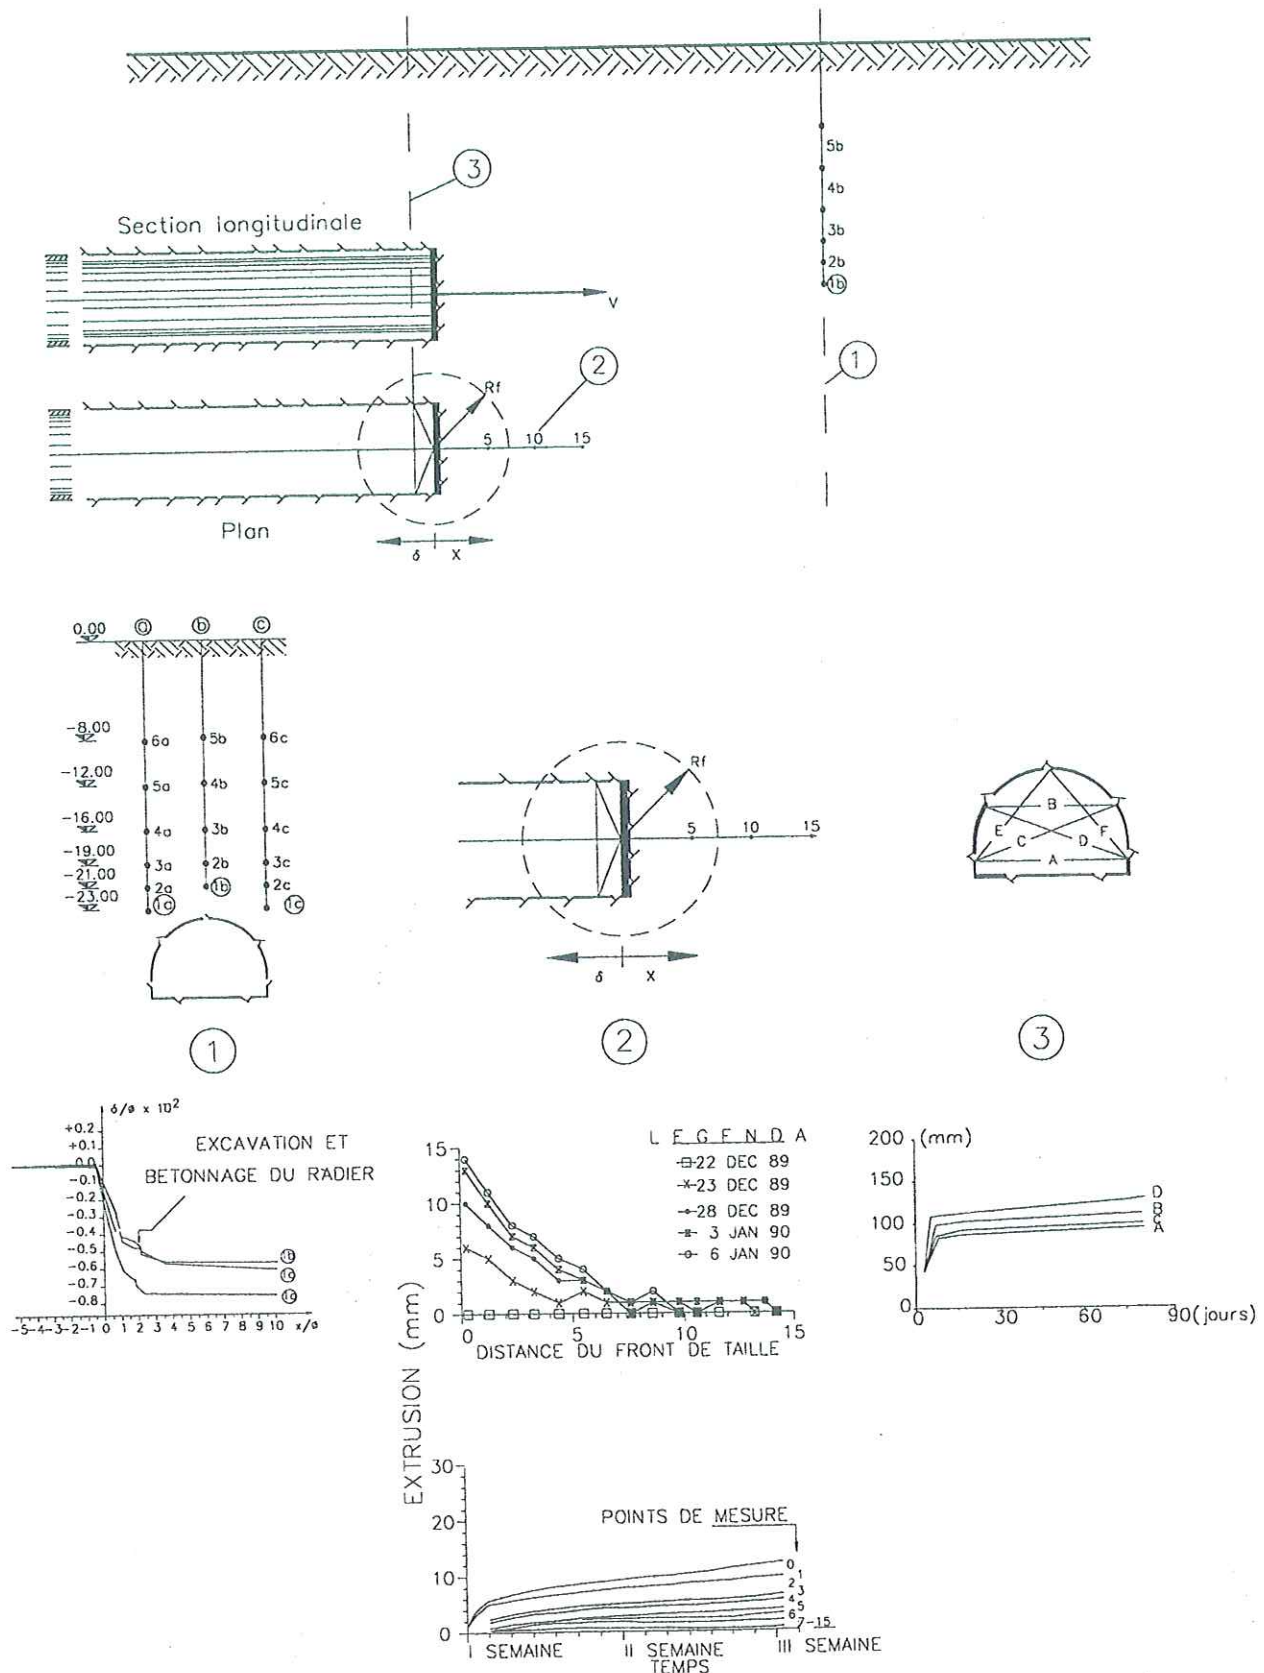 5b
4b
3b
2b
1b
3
Section longitudinale
V
1
2
Rf
5 10 15
Plan
δ X
0.00 a b c
-8.00 6a 5b 6c
-12.00 5a 4b 5c
-16.00 4a 3b 4c
-19.00 3a 2b 3c
-21.00 2a 1b 2c
-23.00 1a 1c
Rf
5 10 15
δ X
B
E C D F
A
1
2
3
δ/ø x 10²
+0.2
+0.1
0.0
-0.1
-0.2
-0.3
-0.4
-0.5
-0.6
-0.7
-0.8
EXCAVATION ET
BETONNAGE DU RADIER
1b
-5-4-3-2-1 0 1 2 3 4 5 6 7 8 9 10 x/ø
LEGENDA
22 DEC 89
23 DEC 89
28 DEC 89
3 JAN 90
6 JAN 90
15
10
5
0
0 5 10 15
DISTANCE DU FRONT DE TAILLE
EXTRUSION (mm)
200 (mm)
150
100
50
0
D
B
C
A
30 60 90(jours)
30
20
10
0
POINTS DE MESURE
0
1
2
3
4
5
6
7-15
I SEMAINE II SEMAINE III SEMAINE
TEMPS